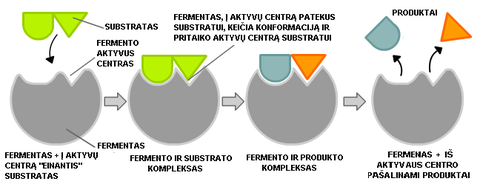 SUBSTRATAS
FERMENTO
AKTYVUS
CENTRAS
FERMENTAS
FERMENTAS + Į AKTYVŲ
CENTRĄ "EINANTIS"
SUBSTRATAS
FERMENTAS, Į AKTYVŲ CENTRĄ PATEKUS
SUBSTRATUI, KEIČIA KONFORMACIJĄ IR
PRITAIKO AKTYVŲ CENTRĄ SUBSTRATUI
FERMENTO IR SUBSTRATO
KOMPLEKSAS
FERMENTO IR PRODUKTO
KOMPLEKSAS
PRODUKTAI
FERMENAS + IŠ
AKTYVAUS CENTRO
PAŠALINAMI PRODUKTAI